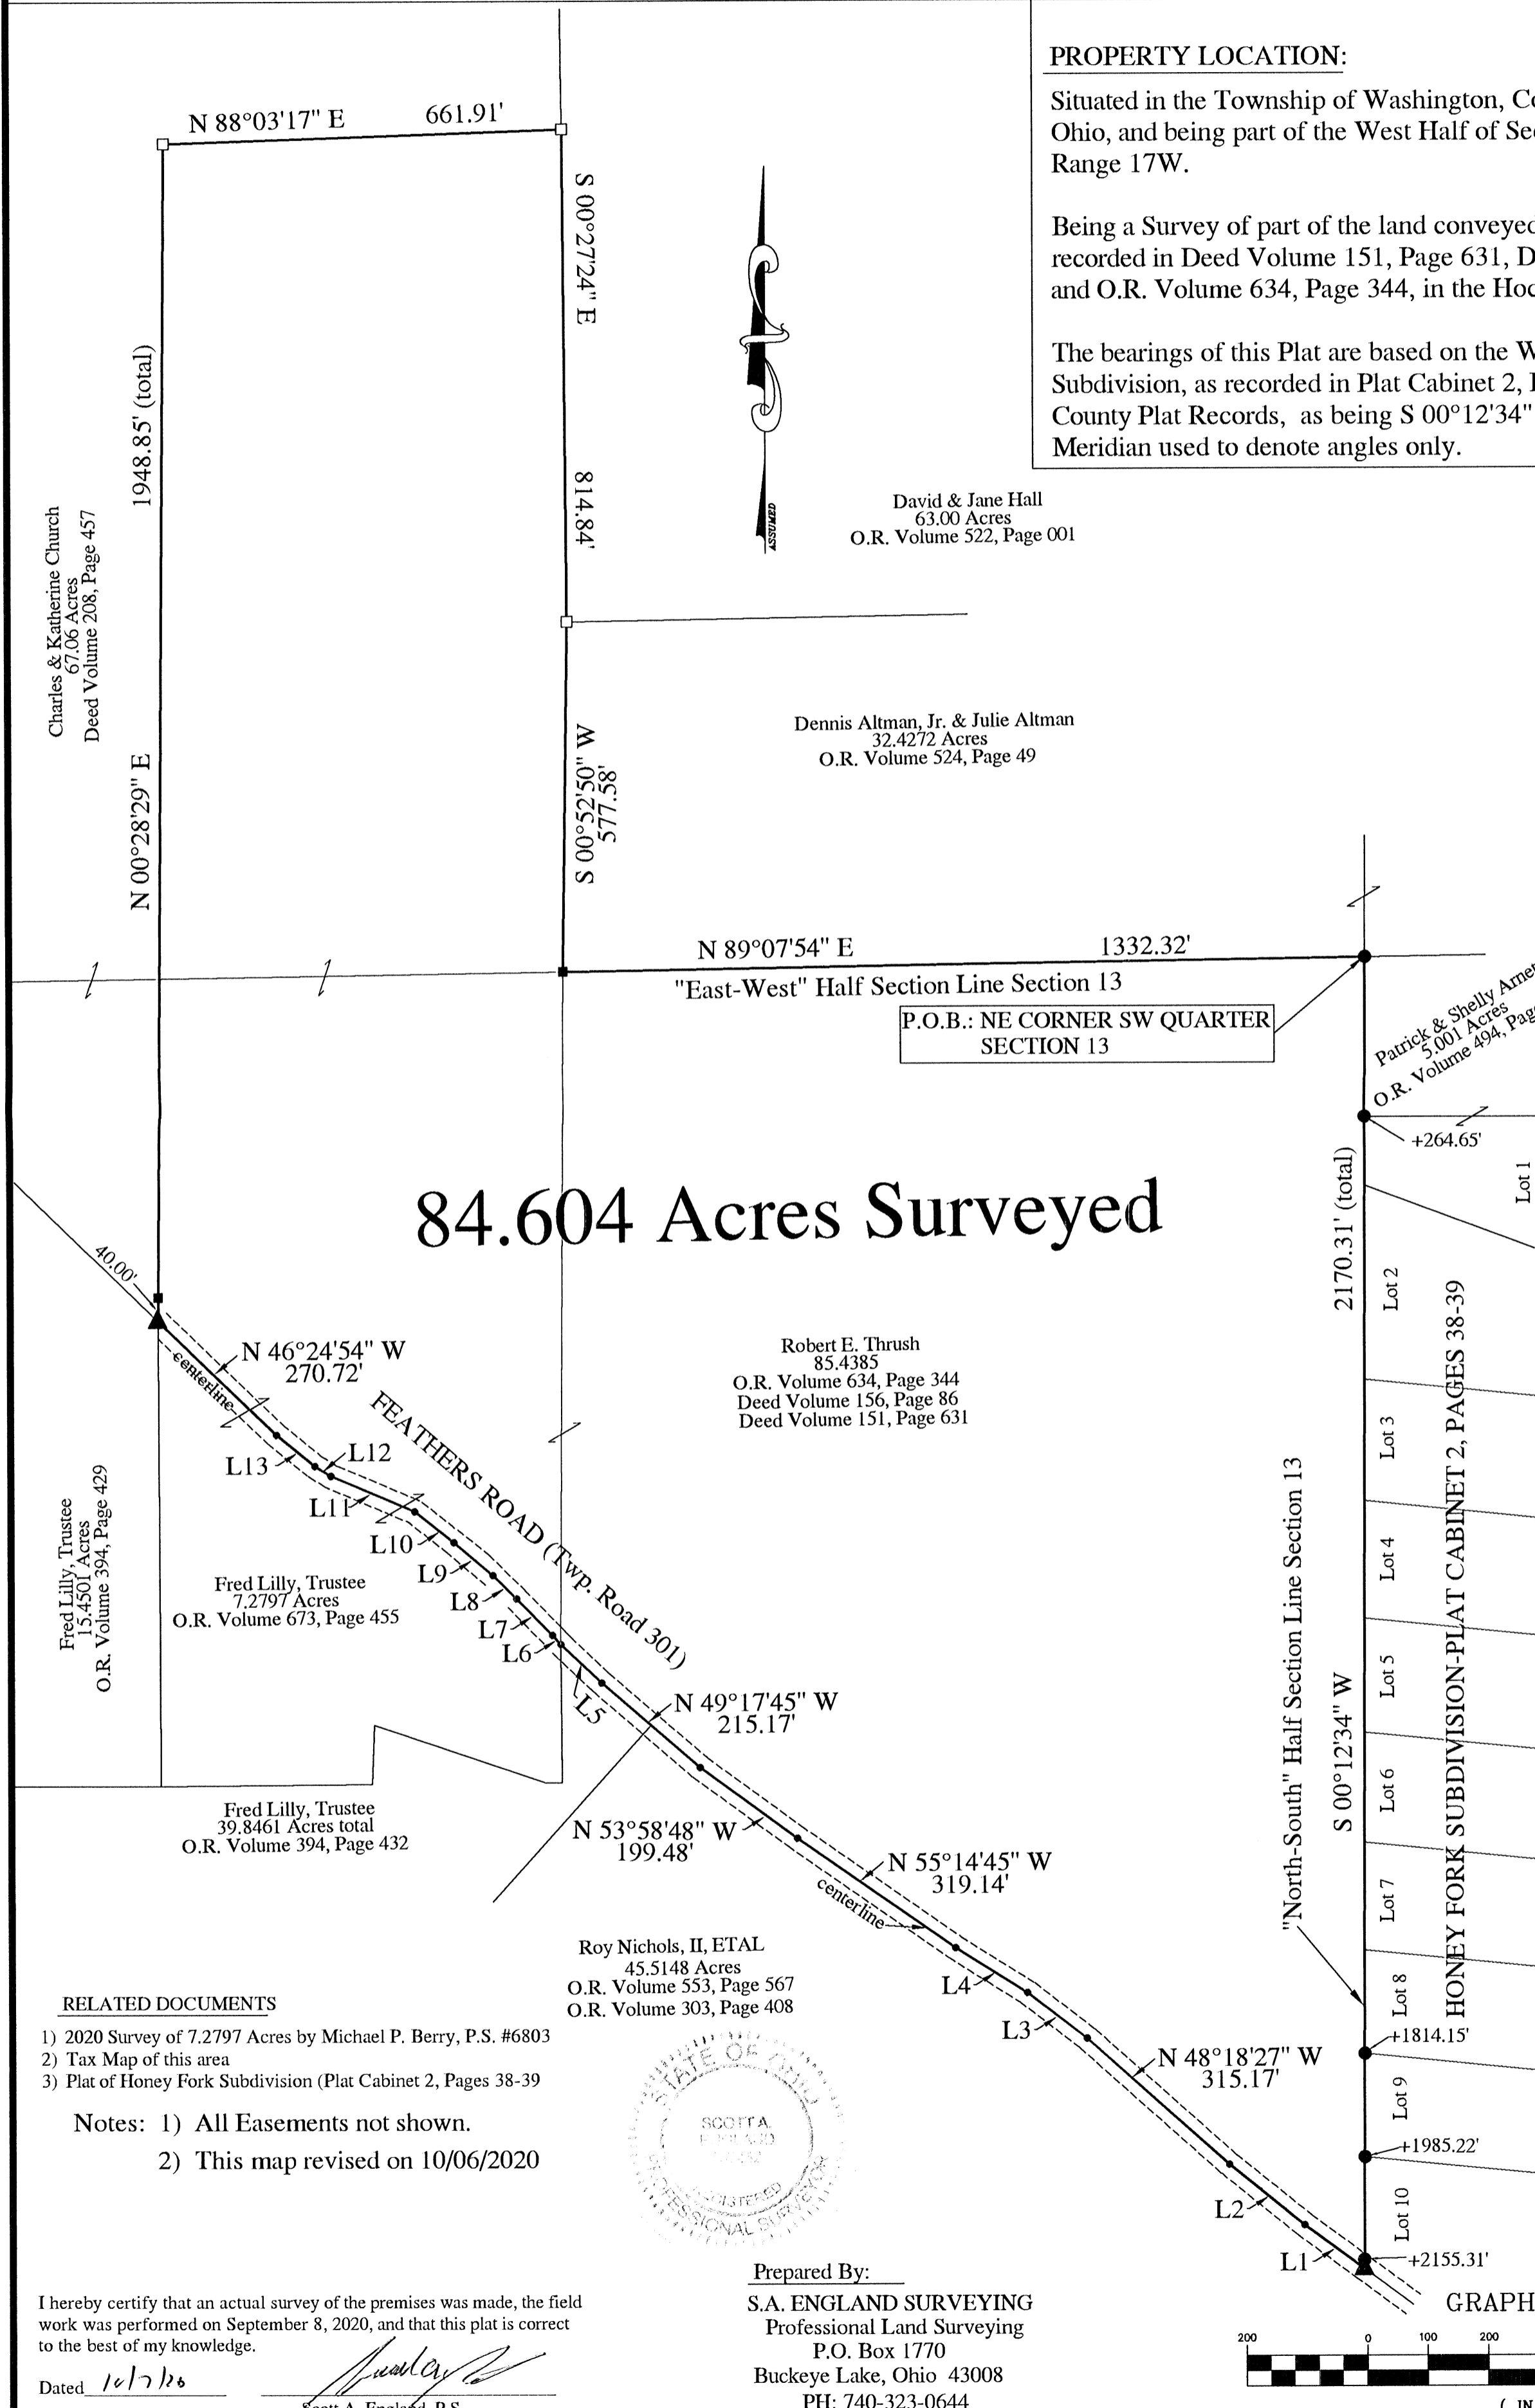 PROPERTY LOCATION:
Situated in the Township of Washington, Co
Ohio, and being part of the West Half of Sec
Range 17W.
Being a Survey of part of the land conveyed
recorded in Deed Volume 151, Page 631, D
and O.R. Volume 634, Page 344, in the Hoc
The bearings of this Plat are based on the W
Subdivision, as recorded in Plat Cabinet 2, 
County Plat Records, as being S 00°12'34"
Meridian used to denote angles only.
N 88°03'17" E 661.91'
S 00°27'24" E
814.84'
1948.85' (total)
N 00°28'29" E
ASSUMED
Charles & Katherine Church
67.06 Acres
Deed Volume 208, Page 457
David & Jane Hall
63.00 Acres
O.R. Volume 522, Page 001
Dennis Altman, Jr. & Julie Altman
32.4272 Acres
O.R. Volume 524, Page 49
S 00°52'50" W
577.58'
N 89°07'54" E 1332.32'
"East-West" Half Section Line Section 13
P.O.B.: NE CORNER SW QUARTER
SECTION 13
Patrick & Shelly Arnet
5.001 Acres
O.R. Volume 494, Page
+264.65'
Lot 1
84.604 Acres Surveyed
2170.31' (total)
Lot 2
40.00'
N 46°24'54" W
270.72'
centerline
FEATHERS ROAD (Twp. Road 301)
Robert E. Thrush
85.4385
O.R. Volume 634, Page 344
Deed Volume 156, Page 86
Deed Volume 151, Page 631
L13
L12
L11
L10
L9
L8
L7
L6
L5
Lot 3
Lot 4
Lot 5
Lot 6
Lot 7
Lot 8
Lot 9
Lot 10
HONEY FORK SUBDIVISION-PLAT CABINET 2, PAGES 38-39
"North-South" Half Section Line Section 13
S 00°12'34" W
Fred Lilly, Trustee
15.4501 Acres
O.R. Volume 394, Page 429
Fred Lilly, Trustee
7.2797 Acres
O.R. Volume 673, Page 455
N 49°17'45" W
215.17'
Fred Lilly, Trustee
39.8461 Acres total
O.R. Volume 394, Page 432
N 53°58'48" W
199.48'
N 55°14'45" W
319.14'
centerline
L4
L3
Roy Nichols, II, ETAL
45.5148 Acres
O.R. Volume 553, Page 567
O.R. Volume 303, Page 408
N 48°18'27" W
315.17'
+1814.15'
+1985.22'
L2
L1
+2155.31'
RELATED DOCUMENTS
1) 2020 Survey of 7.2797 Acres by Michael P. Berry, P.S. #6803
2) Tax Map of this area
3) Plat of Honey Fork Subdivision (Plat Cabinet 2, Pages 38-39
Notes: 1) All Easements not shown.
2) This map revised on 10/06/2020
STATE OF OHIO
SCOTT A.
ENGLAND
REGISTERED
PROFESSIONAL SURVEYOR
I hereby certify that an actual survey of the premises was made, the field
work was performed on September 8, 2020, and that this plat is correct
to the best of my knowledge.
Dated 10/7/20
Scott A. England, P.S.
Prepared By:
S.A. ENGLAND SURVEYING
Professional Land Surveying
P.O. Box 1770
Buckeye Lake, Ohio 43008
PH: 740-323-0644
GRAPH
200 0 100 200
( IN